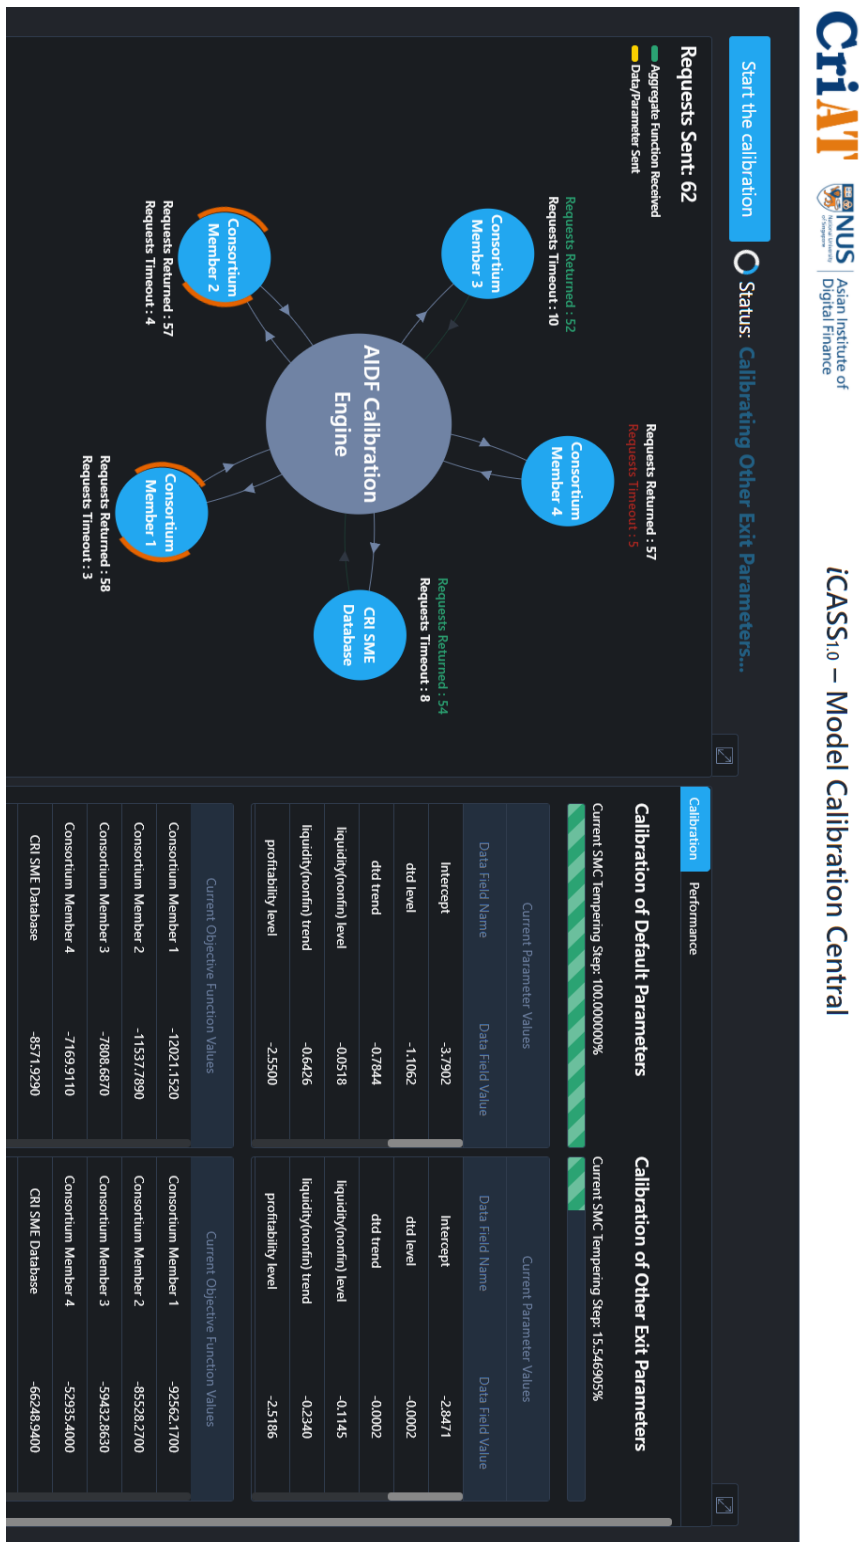 CriAT
NUS
National University
of Singapore
Asian Institute of
Digital Finance
iCASS1.0 – Model Calibration Central
Start the calibration
Status: Calibrating Other Exit Parameters...
Requests Sent: 62
Aggregate Function Received
Data/Parameter Sent
Requests Returned : 57
Requests Timeout : 5
Consortium
Member 4
Requests Returned : 52
Requests Timeout : 10
Consortium
Member 3
Requests Returned : 54
Requests Timeout : 8
CRI SME
Database
AIDF Calibration
Engine
Consortium
Member 2
Requests Returned : 57
Requests Timeout : 4
Consortium
Member 1
Requests Returned : 58
Requests Timeout : 3
Calibration Performance
Calibration of Default Parameters
Current SMC Tempering Step: 100.000000%
Current Parameter Values
Data Field Name Data Field Value
Intercept -3.7902
dtd level -1.1062
dtd trend -0.7844
liquidity(nonfin) level -0.0518
liquidity(nonfin) trend -0.6426
profitability level -2.5500
Current Objective Function Values
Consortium Member 1 -12021.1520
Consortium Member 2 -11537.7890
Consortium Member 3 -7808.6870
Consortium Member 4 -7169.9110
CRI SME Database -8571.9290
Calibration of Other Exit Parameters
Current SMC Tempering Step: 15.546905%
Current Parameter Values
Data Field Name Data Field Value
Intercept -2.8471
dtd level -0.0002
dtd trend -0.0002
liquidity(nonfin) level -0.1145
liquidity(nonfin) trend -0.2340
profitability level -2.5186
Current Objective Function Values
Consortium Member 1 -92562.1700
Consortium Member 2 -85528.2700
Consortium Member 3 -59432.8630
Consortium Member 4 -52935.4000
CRI SME Database -66248.9400